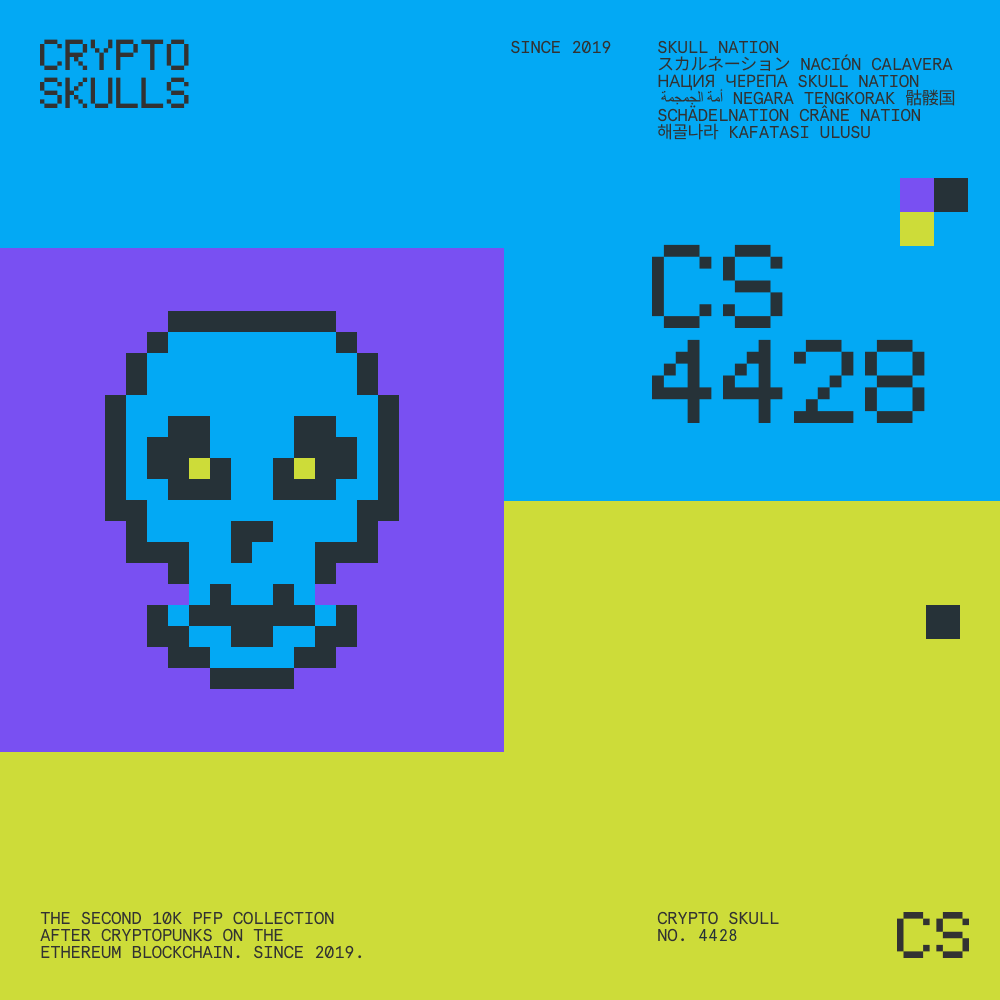 CRYPTO
SKULLS
SINCE 2019
SKULL NATION
スカルネーション NACIÓN CALAVERA
НАЦИЯ ЧЕРЕПА SKULL NATION
أمة الجمجمة NEGARA TENGKORAK 骷髅国
SCHÄDELNATION CRÂNE NATION
해골나라 KAFATASI ULUSU
CS
4428
THE SECOND 10K PFP COLLECTION
AFTER CRYPTOPUNKS ON THE
ETHEREUM BLOCKCHAIN. SINCE 2019.
CRYPTO SKULL
NO. 4428
CS